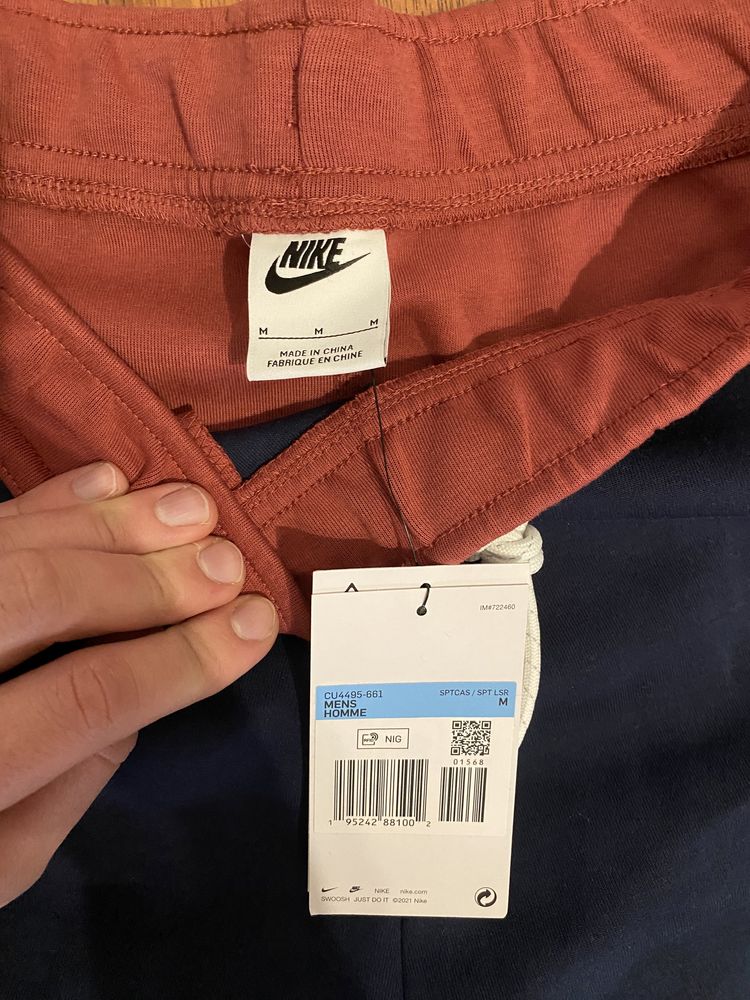 NIKE
M M M
MADE IN CHINA
FABRIQUE EN CHINE
IM#722460
CU4495-661 SPTCAS / SPT LSR
MENS M
HOMME
RFID NIG
01568
1 95242 88100 2
NIKE nike.com
SWOOSH JUST DO IT ©2021 Nike